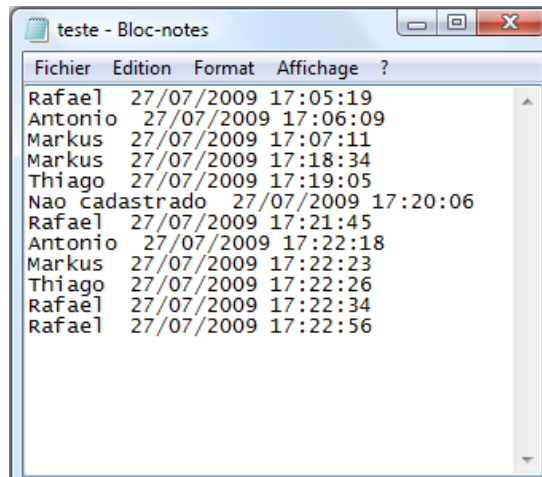 teste - Bloc-notes
Fichier Edition Format Affichage ?
Rafael  27/07/2009 17:05:19
Antonio  27/07/2009 17:06:09
Markus  27/07/2009 17:07:11
Markus  27/07/2009 17:18:34
Thiago  27/07/2009 17:19:05
Nao cadastrado  27/07/2009 17:20:06
Rafael  27/07/2009 17:21:45
Antonio  27/07/2009 17:22:18
Markus  27/07/2009 17:22:23
Thiago  27/07/2009 17:22:26
Rafael  27/07/2009 17:22:34
Rafael  27/07/2009 17:22:56